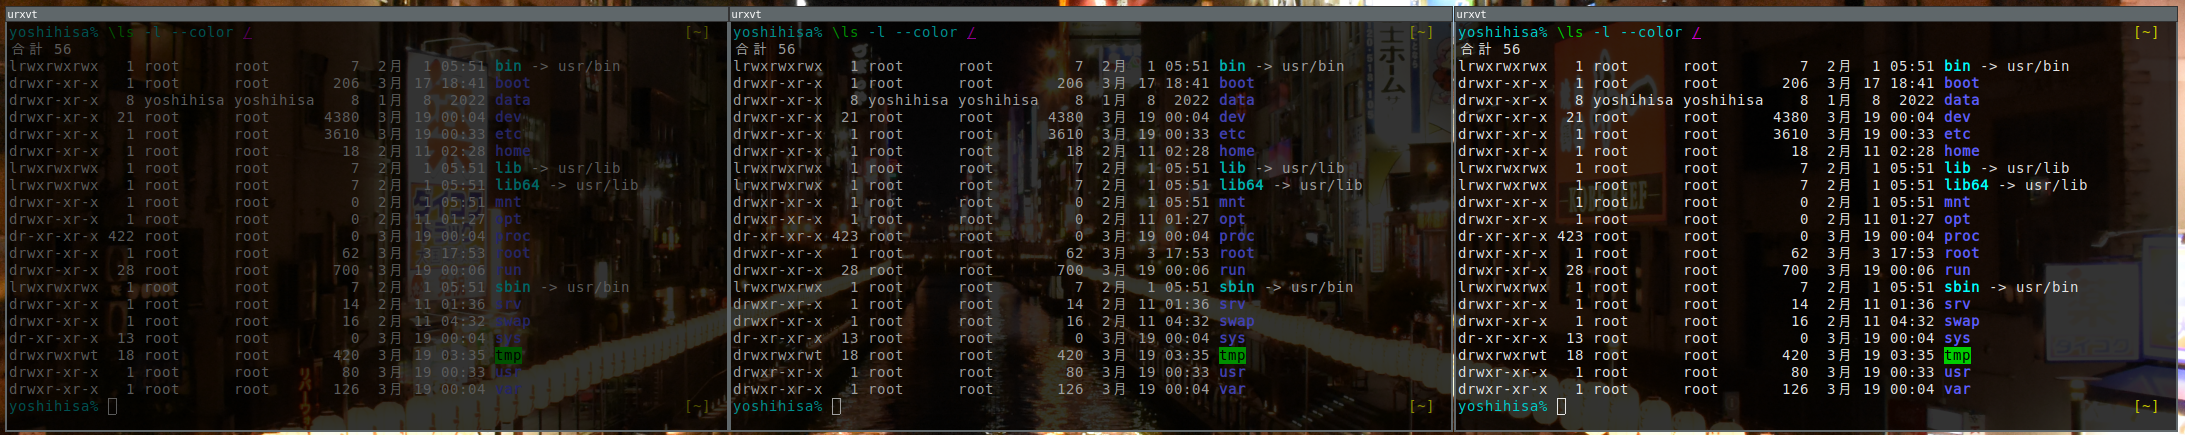 urxvt
yoshihisa% \ls -l --color / [~]
合計 56
lrwxrwxrwx 1 root root 7 2月 1 05:51 bin -> usr/bin
drwxr-xr-x 1 root root 206 3月 17 18:41 boot
drwxr-xr-x 8 yoshihisa yoshihisa 8 1月 8 2022 data
drwxr-xr-x 21 root root 4380 3月 19 00:04 dev
drwxr-xr-x 1 root root 3610 3月 19 00:33 etc
drwxr-xr-x 1 root root 18 2月 11 02:28 home
lrwxrwxrwx 1 root root 7 2月 1 05:51 lib -> usr/lib
lrwxrwxrwx 1 root root 7 2月 1 05:51 lib64 -> usr/lib
drwxr-xr-x 1 root root 0 2月 1 05:51 mnt
drwxr-xr-x 1 root root 0 2月 11 01:27 opt
dr-xr-xr-x 422 root root 0 3月 19 00:04 proc
drwxr-xr-x 1 root root 62 3月 3 17:53 root
drwxr-xr-x 28 root root 700 3月 19 00:06 run
lrwxrwxrwx 1 root root 7 2月 1 05:51 sbin -> usr/bin
drwxr-xr-x 1 root root 14 2月 11 01:36 srv
drwxr-xr-x 1 root root 16 2月 11 04:32 swap
dr-xr-xr-x 13 root root 0 3月 19 00:04 sys
drwxrwxrwt 18 root root 420 3月 19 03:35 tmp
drwxr-xr-x 1 root root 80 3月 19 00:33 usr
drwxr-xr-x 1 root root 126 3月 19 00:04 var
yoshihisa% [~]
urxvt
yoshihisa% \ls -l --color /
合計 56
lrwxrwxrwx 1 root root 7 2月 1 05:51 bin -> usr/bin
drwxr-xr-x 1 root root 206 3月 17 18:41 boot
drwxr-xr-x 8 yoshihisa yoshihisa 8 1月 8 2022 data
drwxr-xr-x 21 root root 4380 3月 19 00:04 dev
drwxr-xr-x 1 root root 3610 3月 19 00:33 etc
drwxr-xr-x 1 root root 18 2月 11 02:28 home
lrwxrwxrwx 1 root root 7 2月 1 05:51 lib -> usr/lib
lrwxrwxrwx 1 root root 7 2月 1 05:51 lib64 -> usr/lib
drwxr-xr-x 1 root root 0 2月 1 05:51 mnt
drwxr-xr-x 1 root root 0 2月 11 01:27 opt
dr-xr-xr-x 423 root root 0 3月 19 00:04 proc
drwxr-xr-x 1 root root 62 3月 3 17:53 root
drwxr-xr-x 28 root root 700 3月 19 00:06 run
lrwxrwxrwx 1 root root 7 2月 1 05:51 sbin -> usr/bin
drwxr-xr-x 1 root root 14 2月 11 01:36 srv
drwxr-xr-x 1 root root 16 2月 11 04:32 swap
dr-xr-xr-x 13 root root 0 3月 19 00:04 sys
drwxrwxrwt 18 root root 420 3月 19 03:35 tmp
drwxr-xr-x 1 root root 80 3月 19 00:33 usr
drwxr-xr-x 1 root root 126 3月 19 00:04 var
yoshihisa% [~]
士ホーム
urxvt
yoshihisa% \ls -l --color / [~]
合計 56
lrwxrwxrwx 1 root root 7 2月 1 05:51 bin -> usr/bin
drwxr-xr-x 1 root root 206 3月 17 18:41 boot
drwxr-xr-x 8 yoshihisa yoshihisa 8 1月 8 2022 data
drwxr-xr-x 21 root root 4380 3月 19 00:04 dev
drwxr-xr-x 1 root root 3610 3月 19 00:33 etc
drwxr-xr-x 1 root root 18 2月 11 02:28 home
lrwxrwxrwx 1 root root 7 2月 1 05:51 lib -> usr/lib
lrwxrwxrwx 1 root root 7 2月 1 05:51 lib64 -> usr/lib
drwxr-xr-x 1 root root 0 2月 1 05:51 mnt
drwxr-xr-x 1 root root 0 2月 11 01:27 opt
dr-xr-xr-x 423 root root 0 3月 19 00:04 proc
drwxr-xr-x 1 root root 62 3月 3 17:53 root
drwxr-xr-x 28 root root 700 3月 19 00:06 run
lrwxrwxrwx 1 root root 7 2月 1 05:51 sbin -> usr/bin
drwxr-xr-x 1 root root 14 2月 11 01:36 srv
drwxr-xr-x 1 root root 16 2月 11 04:32 swap
dr-xr-xr-x 13 root root 0 3月 19 00:04 sys
drwxrwxrwt 18 root root 420 3月 19 03:35 tmp
drwxr-xr-x 1 root root 80 3月 19 00:33 usr
drwxr-xr-x 1 root root 126 3月 19 00:04 var
yoshihisa% [~]